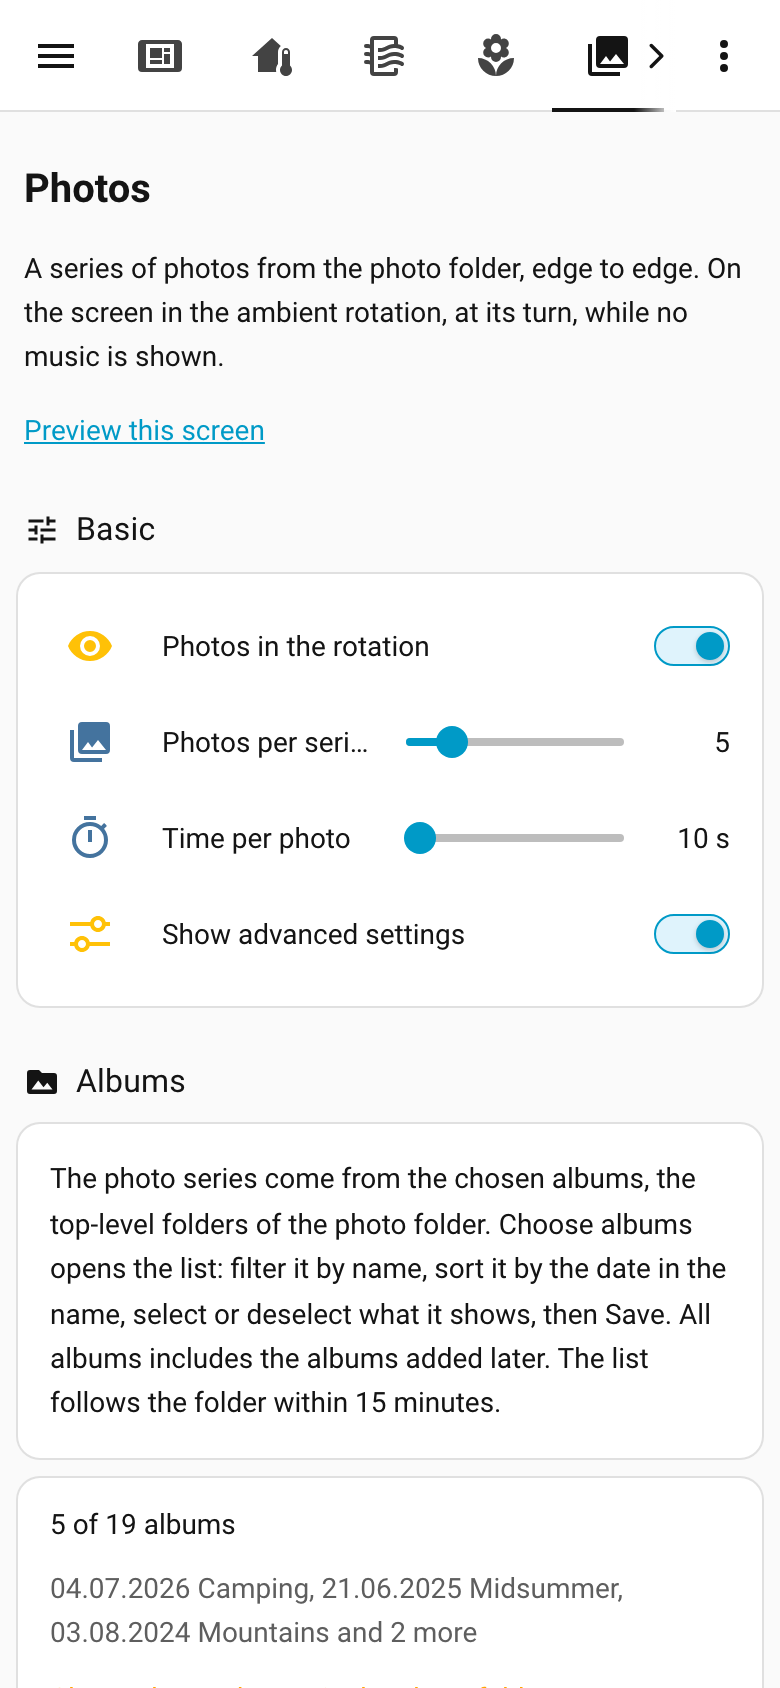 Photos
A series of photos from the photo folder, edge to edge. On
the screen in the ambient rotation, at its turn, while no
music is shown.
Preview this screen
Basic
Photos in the rotation
Photos per seri…
5
Time per photo
10 s
Show advanced settings
Albums
The photo series come from the chosen albums, the
top-level folders of the photo folder. Choose albums
opens the list: filter it by name, sort it by the date in the
name, select or deselect what it shows, then Save. All
albums includes the albums added later. The list
follows the folder within 15 minutes.
5 of 19 albums
04.07.2026 Camping, 21.06.2025 Midsummer,
03.08.2024 Mountains and 2 more